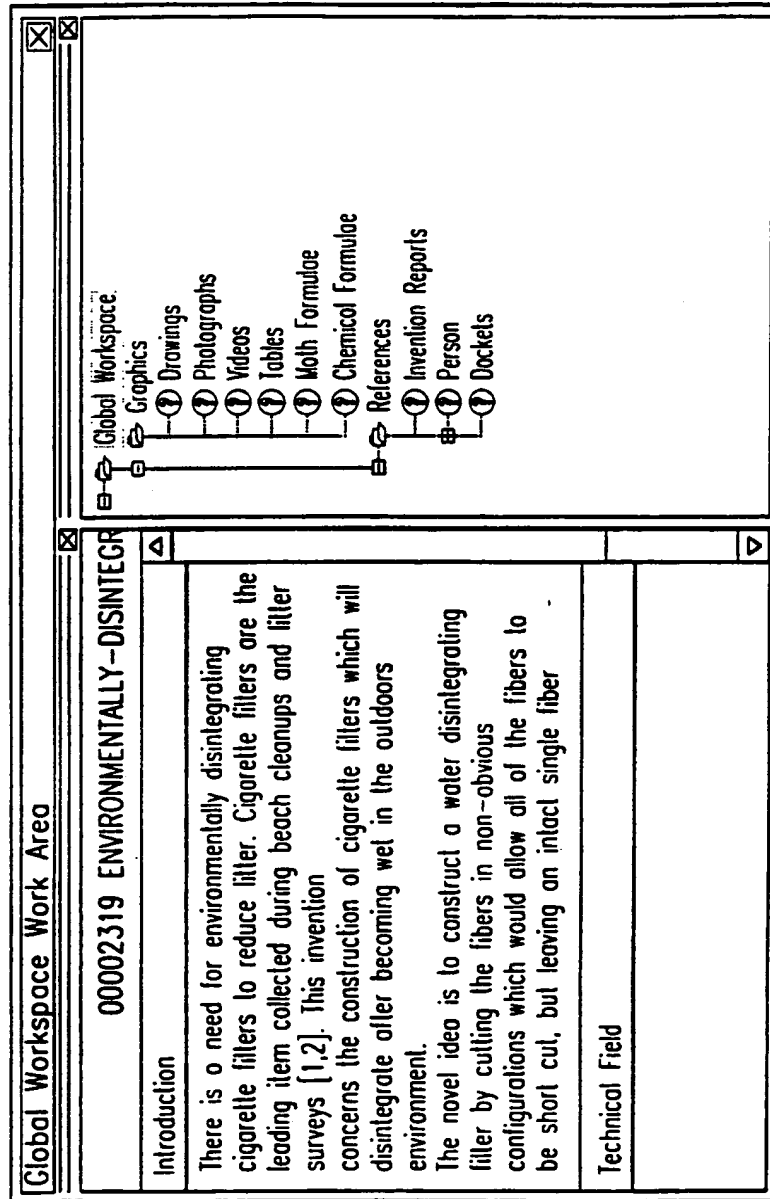 Global Workspace Work Area
00002319 ENVIRONMENTALLY–DISINTEGR
Introduction
There is a need for environmentally disintegrating
cigarette filters to reduce litter. Cigarette filters are the
leading item collected during beach cleanups and litter
surveys [1,2]. This invention
concerns the construction of cigarette filters which will
disintegrate after becoming wet in the outdoors
environment.
The novel idea is to construct a water disintegrating
filler by cutting the fibers in non–obvious
configurations which would allow all of the fibers to
be short cut, but leaving an intact single fiber
Technical Field
Global Workspace
Graphics
? Drawings
? Photographs
? Videos
? Tables
? Moth Formulae
? Chemical Formulae
References
? Invention Reports
? Person
? Dockets